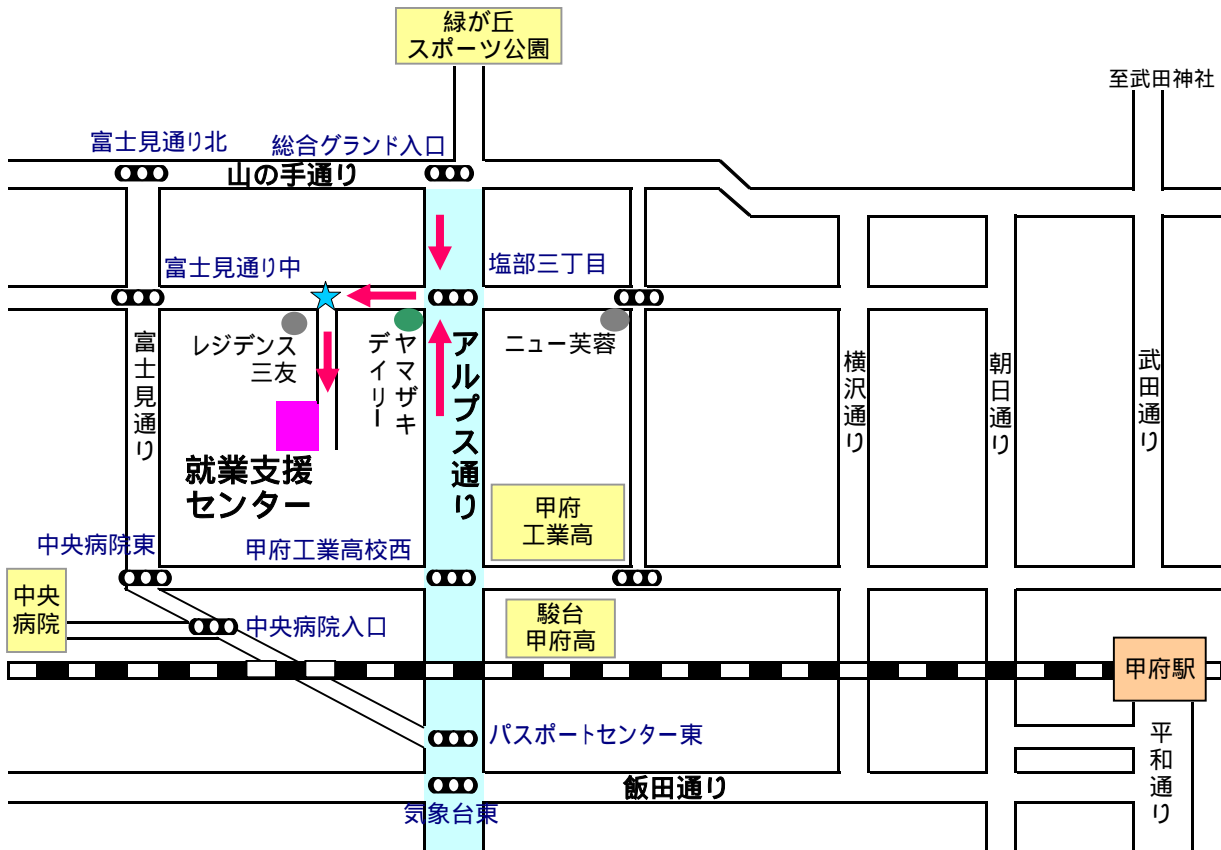 緑が丘
スポーツ公園
至武田神社
富士見通り北
総合グランド入口
山の手通り
富士見通り中
塩部三丁目
レジデンス
三友
ヤマザキ
デイリー
ニュー芙蓉
富士見通り
アルプス通り
横沢通り
朝日通り
武田通り
就業支援
センター
甲府
工業高
中央病院東
甲府工業高校西
中央
病院
中央病院入口
駿台
甲府高
甲府駅
パスポートセンター東
平和通り
飯田通り
気象台東